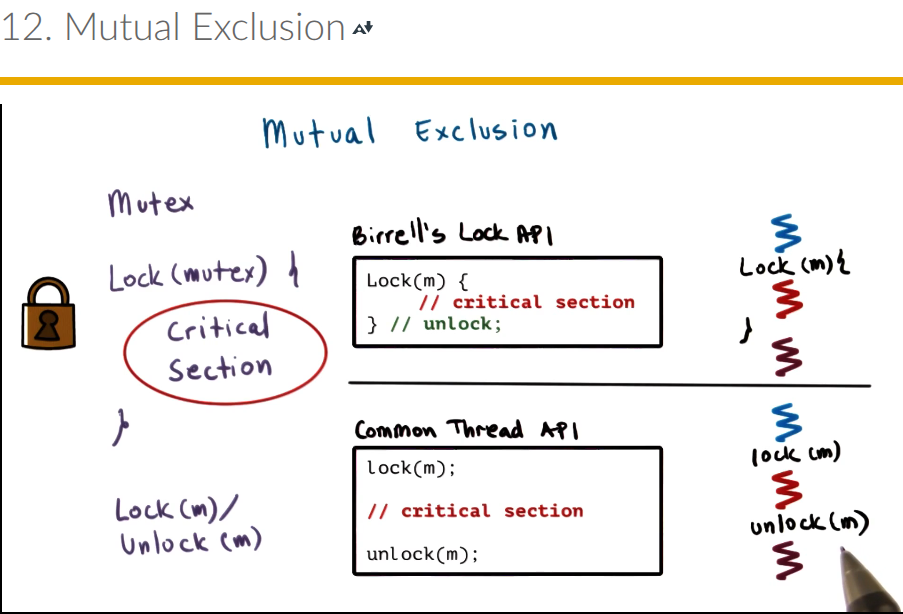 12. Mutual Exclusion
Mutual Exclusion
Mutex
Lock (mutex) {
Critical
Section
}
Lock (m)/
Unlock (m)
Birrell's Lock API
Lock(m) {
// critical section
} // unlock;
Common Thread API
lock(m);
// critical section
unlock(m);
Lock (m){
}
lock (m)
unlock (m)